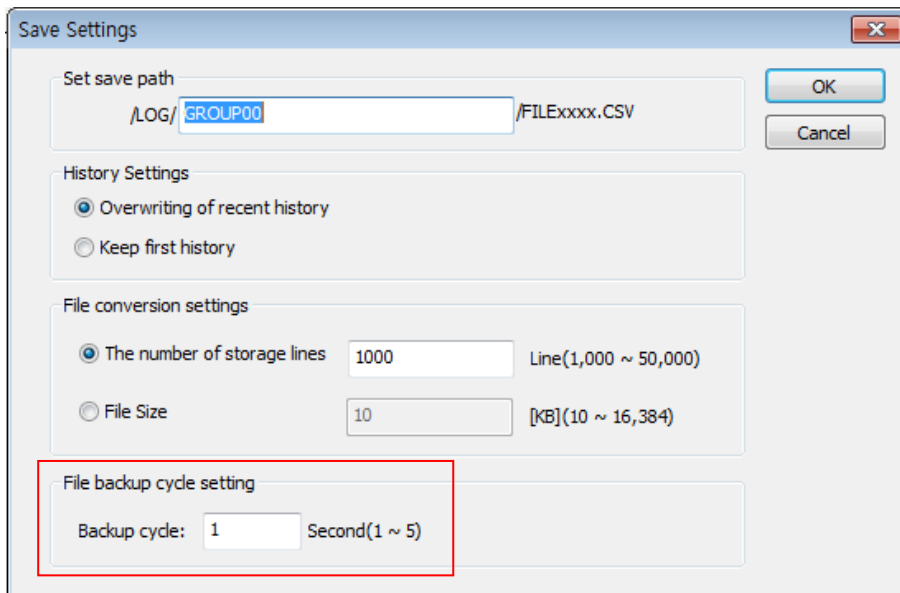 Save Settings
Set save path
/LOG/ GROUP00 /FILExxxx.CSV
OK
Cancel
History Settings
Overwriting of recent history
Keep first history
File conversion settings
The number of storage lines 1000 Line(1,000 ~ 50,000)
File Size 10 [KB](10 ~ 16,384)
File backup cycle setting
Backup cycle: 1 Second(1 ~ 5)